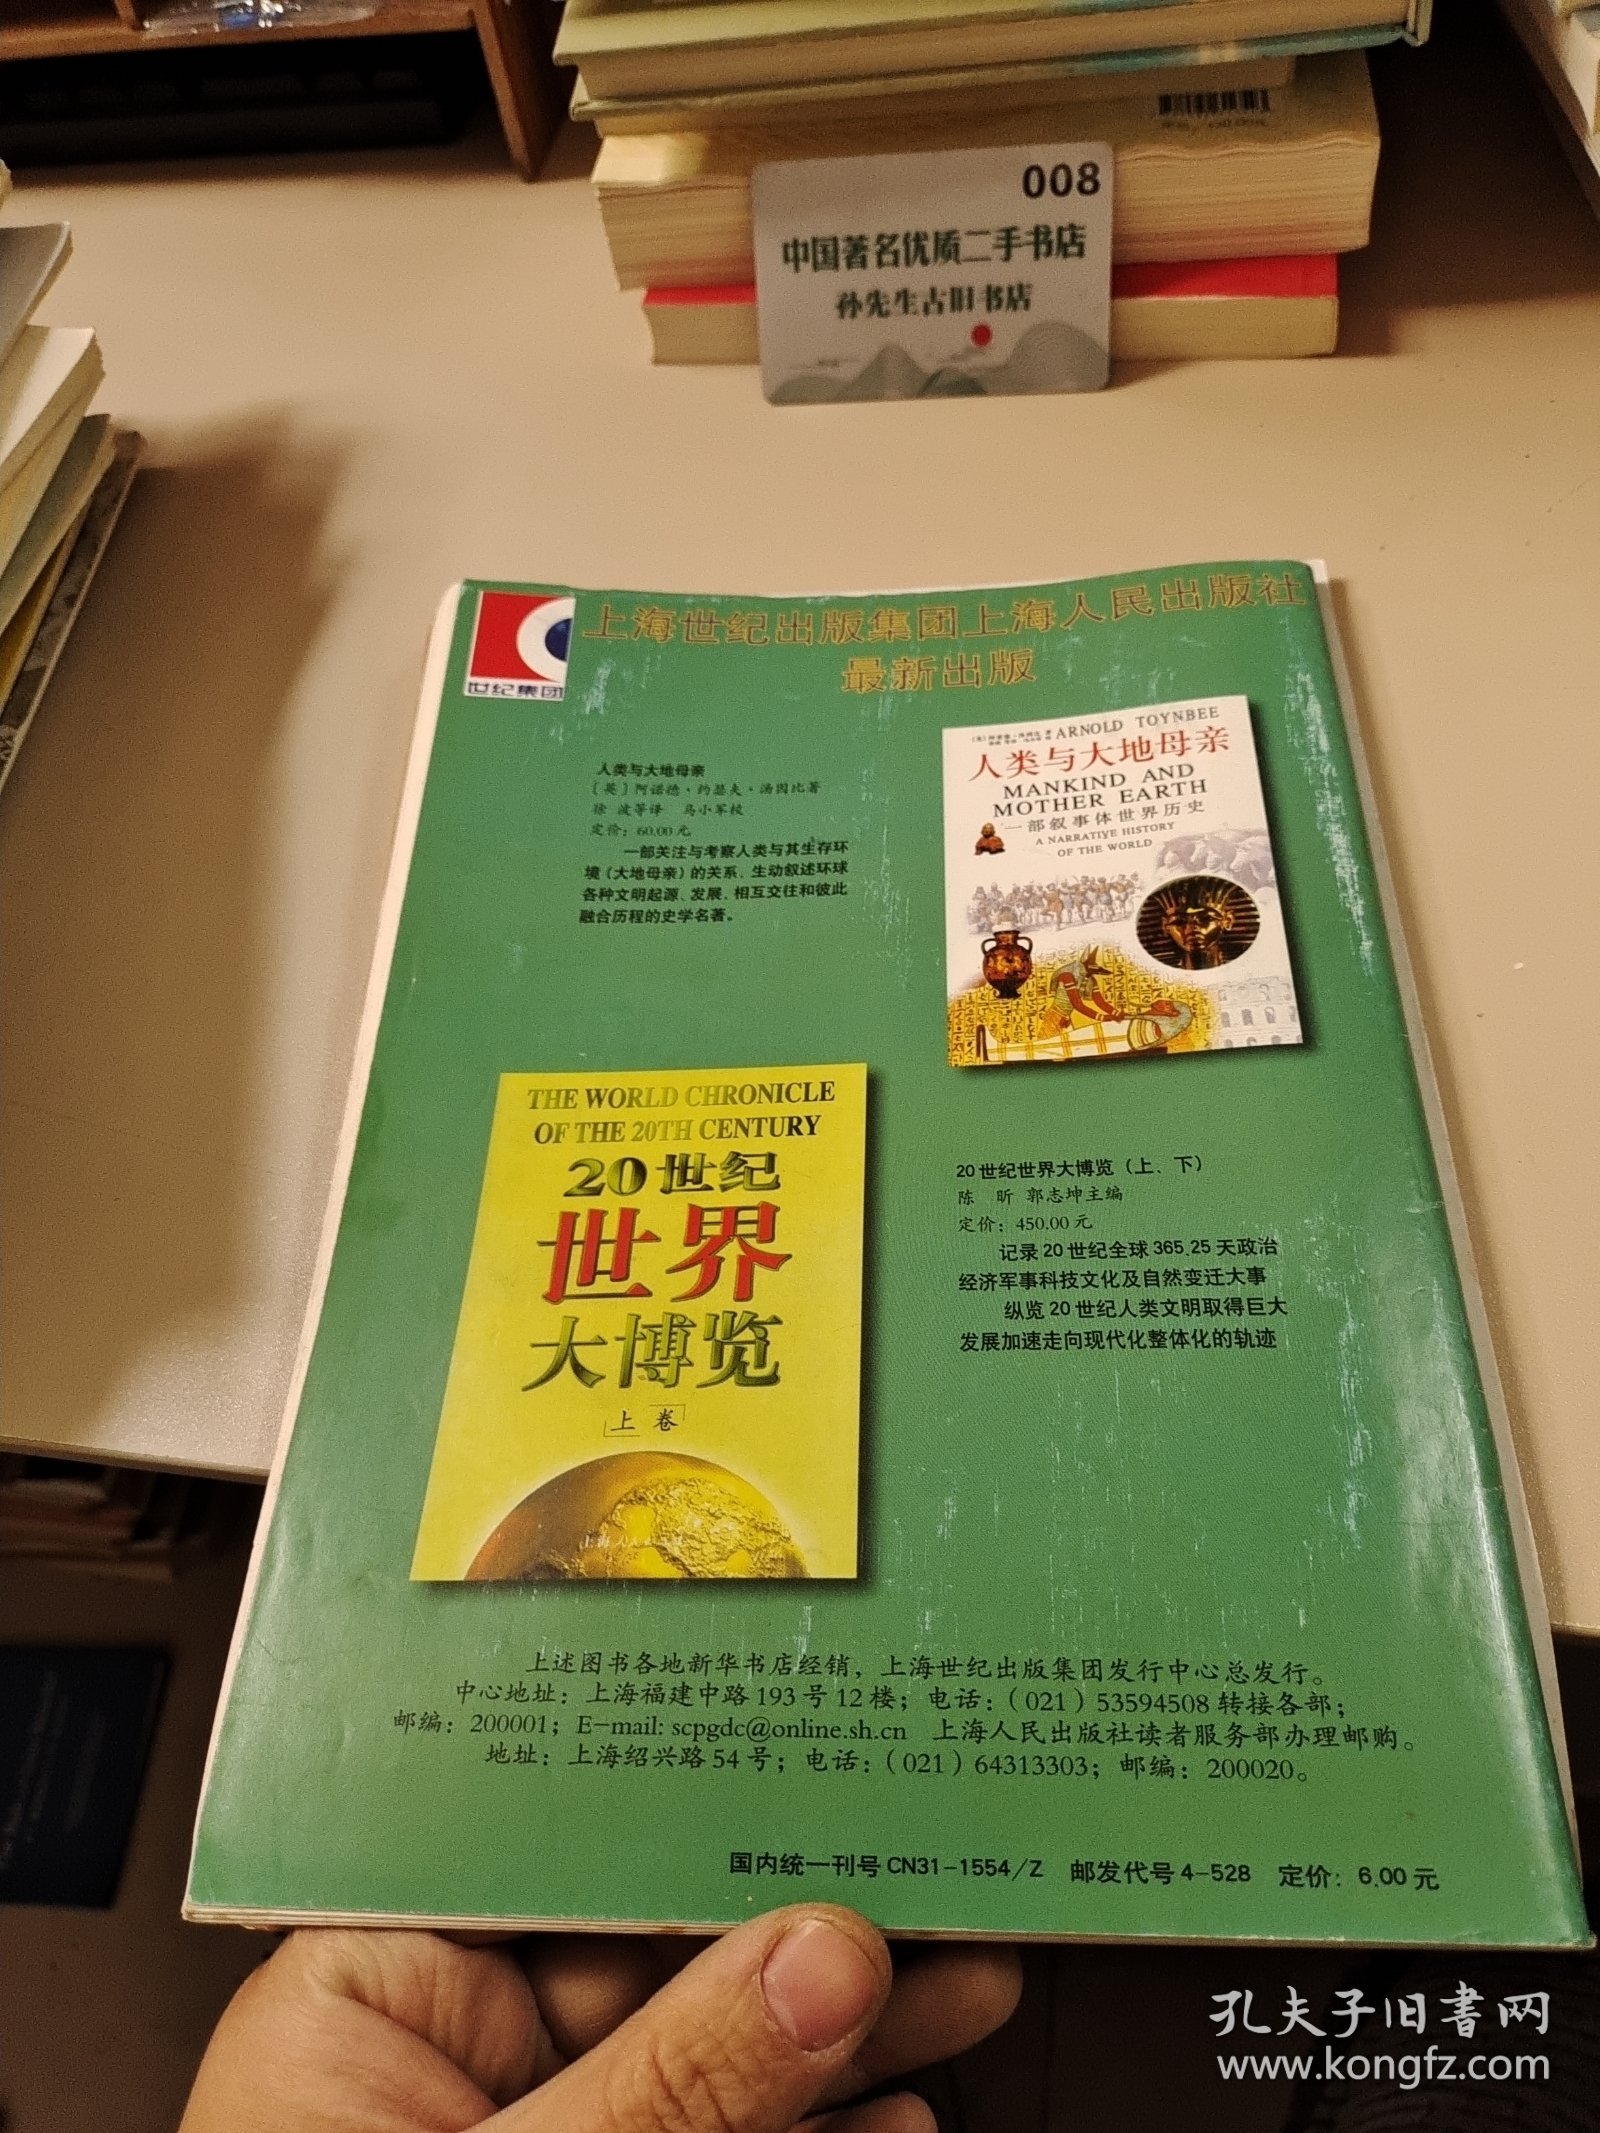 008
中国著名优质二手书店
孙先生古旧书店
世纪集团
上海世纪出版集团上海人民出版社
最新出版
人类与大地母亲
〔英〕阿诺德·约瑟夫·汤因比著
徐 波等译 马小军校
定价：60.00元
一部关注与考察人类与其生存环
境（大地母亲）的关系、生动叙述环球
各种文明起源、发展、相互交往和彼此
融合历程的史学名著。
ARNOLD TOYNBEE
人类与大地母亲
MANKIND AND
MOTHER EARTH
一部叙事体世界历史
A NARRATIVE HISTORY
OF THE WORLD
THE WORLD CHRONICLE
OF THE 20TH CENTURY
20世纪
世界
大博览
上 卷
20世纪世界大博览（上、下）
陈 昕 郭志坤主编
定价：450.00元
记录20世纪全球365.25天政治
经济军事科技文化及自然变迁大事
纵览20世纪人类文明取得巨大
发展加速走向现代化整体化的轨迹
上述图书各地新华书店经销，上海世纪出版集团发行中心总发行。
中心地址：上海福建中路193号12楼；电话：（021）53594508转接各部；
邮编：200001；E-mail: scpgdc@online.sh.cn 上海人民出版社读者服务部办理邮购。
地址：上海绍兴路54号；电话：（021）64313303；邮编：200020。
国内统一刊号CN31-1554/Z 邮发代号4-528 定价：6.00元
孔夫子旧书网
www.kongfz.com